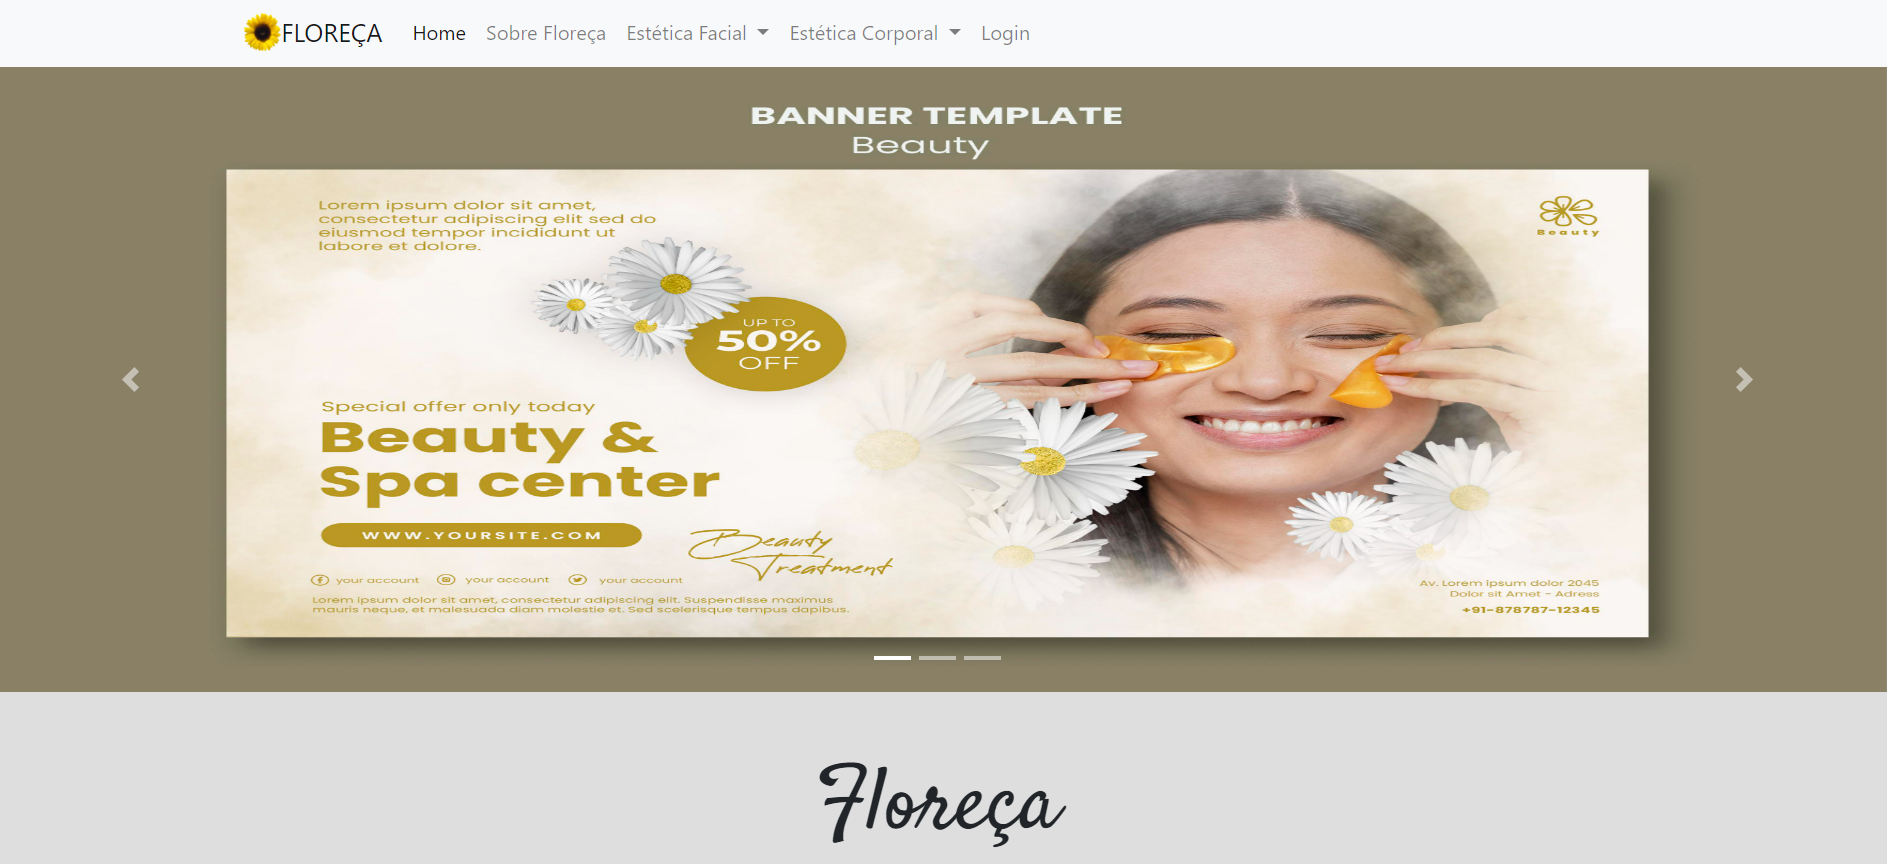 FLOREÇA Home Sobre Floreça Estética Facial Estética Corporal Login
BANNER TEMPLATE
Beauty
Lorem ipsum dolor sit amet,
consectetur adipiscing elit sed do
eiusmod tempor incididunt ut
labore et dolore.
Beauty
UP TO
50%
OFF
Special offer only today
Beauty &
Spa center
WWW.YOURSITE.COM
Beauty
Treatment
your account your account your account
Lorem ipsum dolor sit amet, consectetur adipiscing elit. Suspendisse maximus
mauris neque, et malesuada diam molestie et. Sed scelerisque tempus dapibus.
Av. Lorem ipsum dolor 2045
Dolor sit Amet - Adress
+91-878787-12345
Floreça